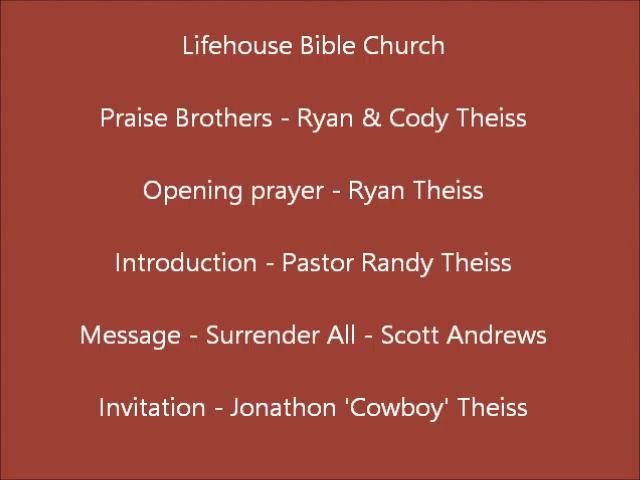 Lifehouse Bible Church
Praise Brothers - Ryan & Cody Theiss
Opening prayer - Ryan Theiss
Introduction - Pastor Randy Theiss
Message - Surrender All - Scott Andrews
Invitation - Jonathon 'Cowboy' Theiss